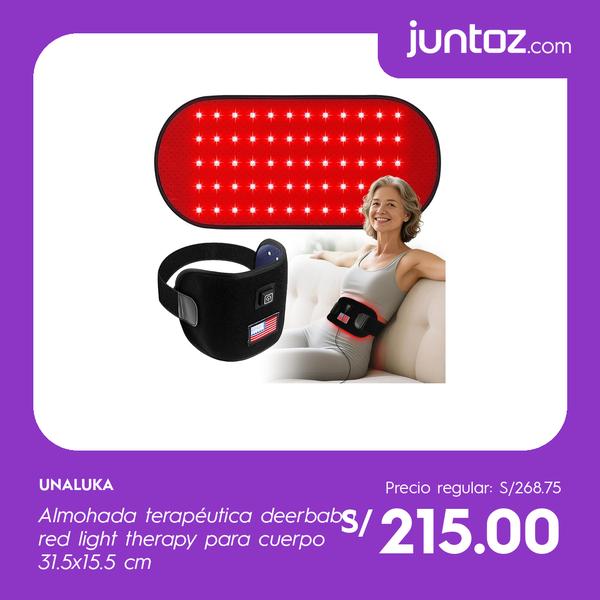 juntoz.com
UNALUKA
Almohada terapéutica deerbab
red light therapy para cuerpo
31.5x15.5 cm
Precio regular: S/268.75
S/ 215.00